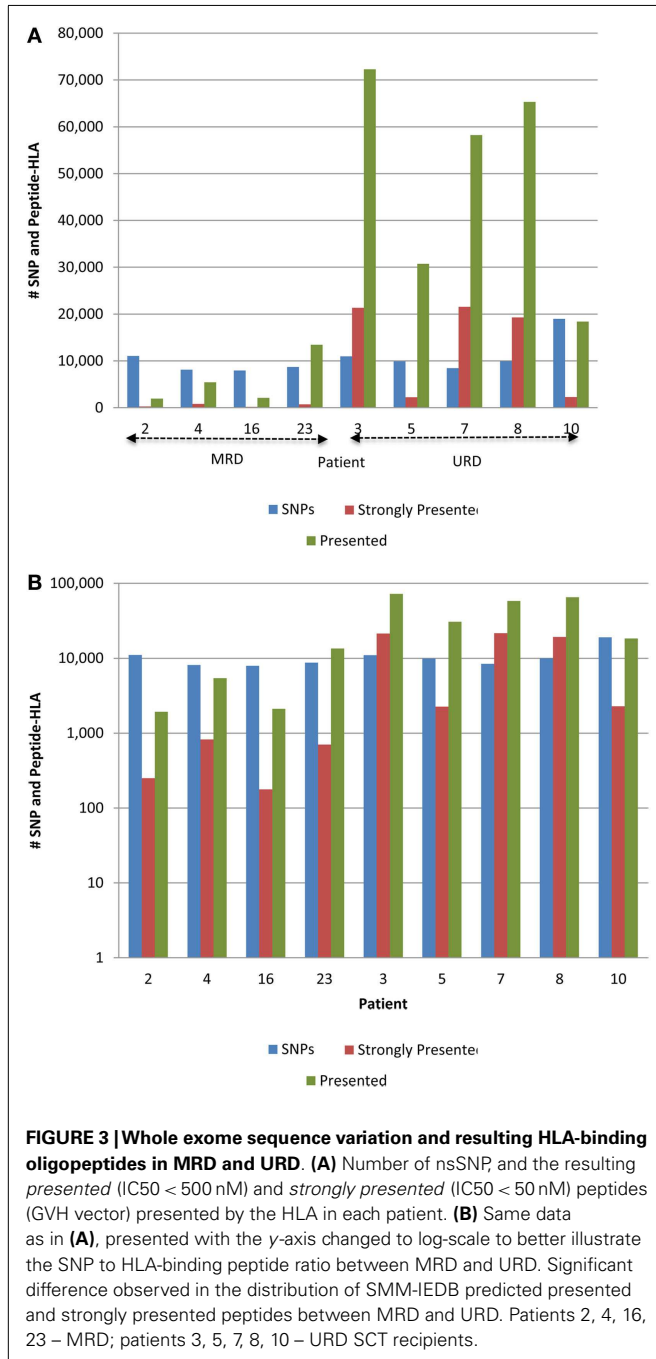 A
80,000
70,000
60,000
50,000
40,000
30,000
20,000
10,000
0
# SNP and Peptide-HLA
2 4 16 23 3 5 7 8 10
MRD Patient URD
SNPs Strongly Presented
Presented
B
100,000
10,000
1,000
100
10
1
# SNP and Peptide-HLA
2 4 16 23 3 5 7 8 10
Patient
SNPs Strongly Presented
Presented
FIGURE 3 | Whole exome sequence variation and resulting HLA-binding
oligopeptides in MRD and URD. (A) Number of nsSNP, and the resulting
presented (IC50 < 500 nM) and strongly presented (IC50 < 50 nM) peptides
(GVH vector) presented by the HLA in each patient. (B) Same data
as in (A), presented with the y-axis changed to log-scale to better illustrate
the SNP to HLA-binding peptide ratio between MRD and URD. Significant
difference observed in the distribution of SMM-IEDB predicted presented
and strongly presented peptides between MRD and URD. Patients 2, 4, 16,
23 – MRD; patients 3, 5, 7, 8, 10 – URD SCT recipients.